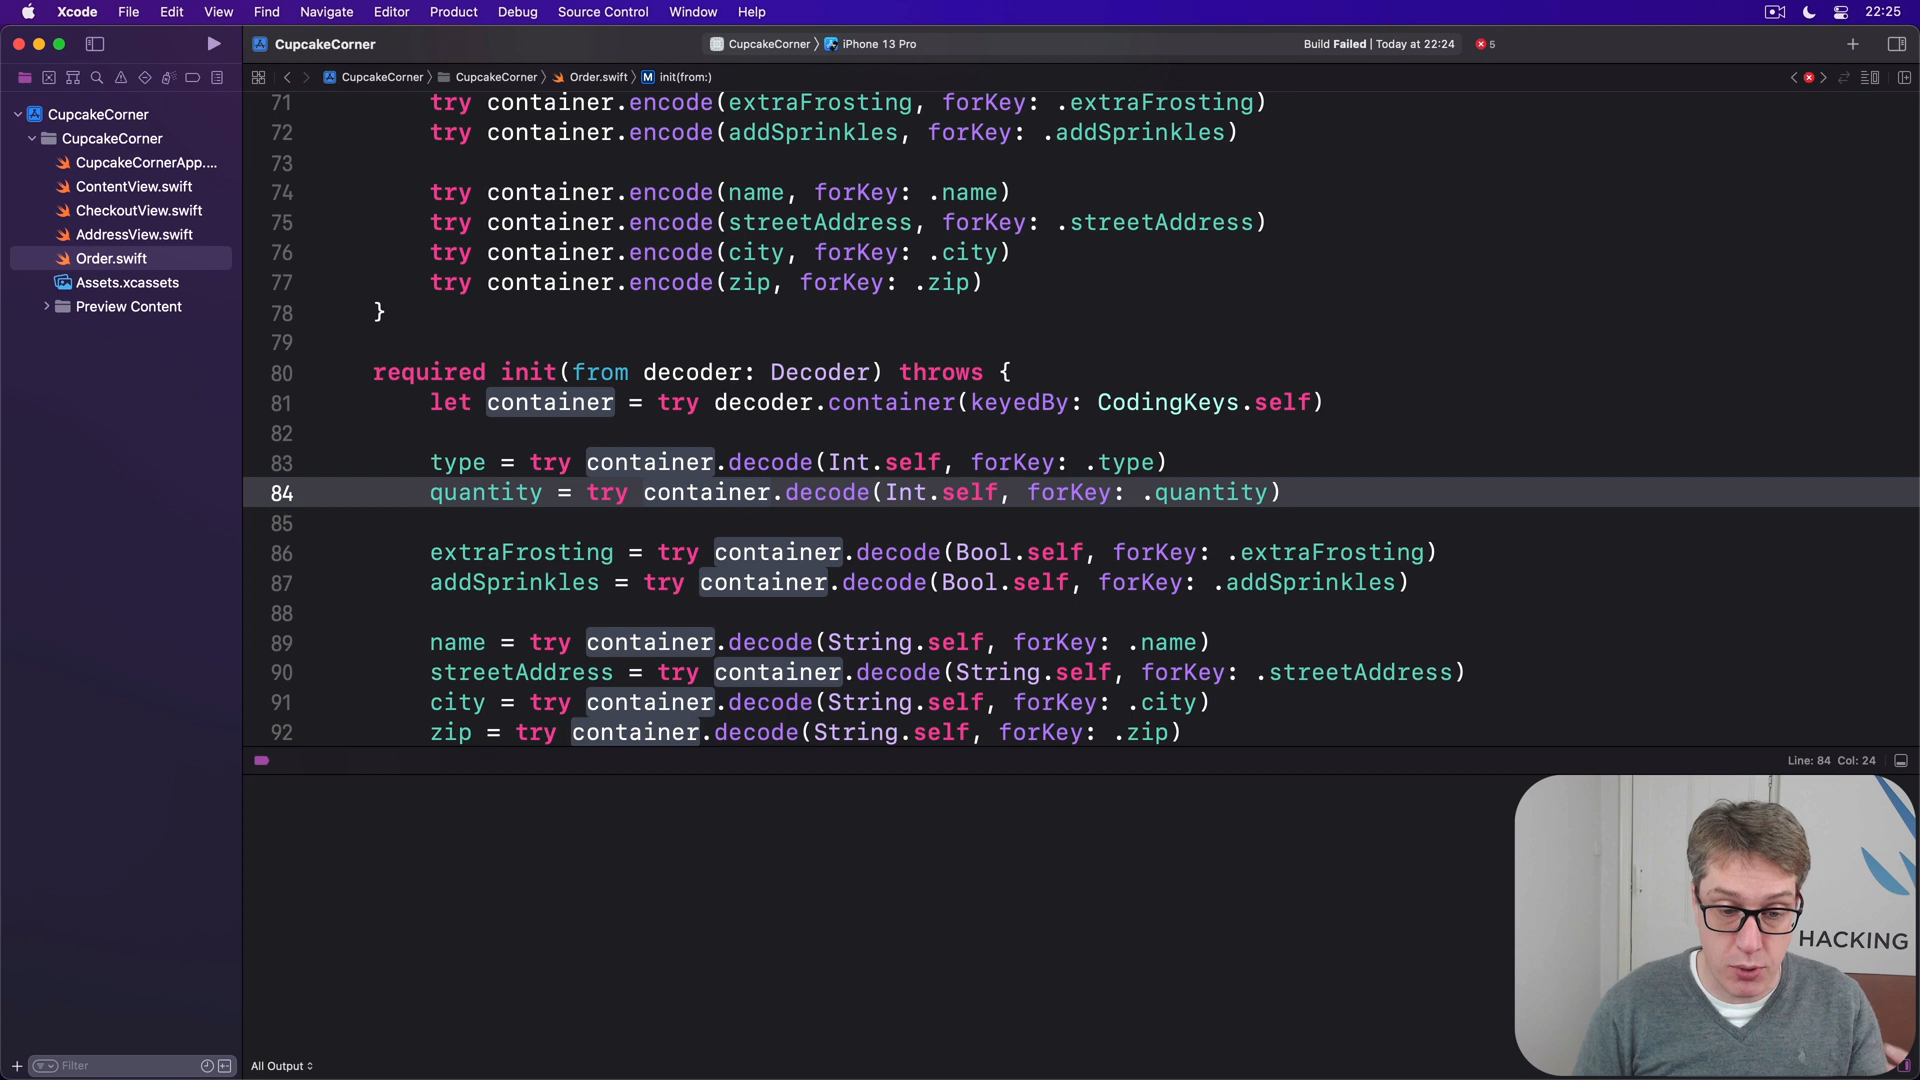 Xcode File Edit View Find Navigate Editor Product Debug Source Control Window Help 22:25
CupcakeCorner CupcakeCorner iPhone 13 Pro Build Failed | Today at 22:24 5
CupcakeCorner CupcakeCorner Order.swift M init(from:)
CupcakeCorner
CupcakeCorner
CupcakeCornerApp....
ContentView.swift
CheckoutView.swift
AddressView.swift
Order.swift
Assets.xcassets
Preview Content
71 try container.encode(extraFrosting, forKey: .extraFrosting)
72 try container.encode(addSprinkles, forKey: .addSprinkles)
73
74 try container.encode(name, forKey: .name)
75 try container.encode(streetAddress, forKey: .streetAddress)
76 try container.encode(city, forKey: .city)
77 try container.encode(zip, forKey: .zip)
78 }
79
80 required init(from decoder: Decoder) throws {
81 let container = try decoder.container(keyedBy: CodingKeys.self)
82
83 type = try container.decode(Int.self, forKey: .type)
84 quantity = try container.decode(Int.self, forKey: .quantity)
85
86 extraFrosting = try container.decode(Bool.self, forKey: .extraFrosting)
87 addSprinkles = try container.decode(Bool.self, forKey: .addSprinkles)
88
89 name = try container.decode(String.self, forKey: .name)
90 streetAddress = try container.decode(String.self, forKey: .streetAddress)
91 city = try container.decode(String.self, forKey: .city)
92 zip = try container.decode(String.self, forKey: .zip)
Line: 84 Col: 24
HACKING
Filter
All Output